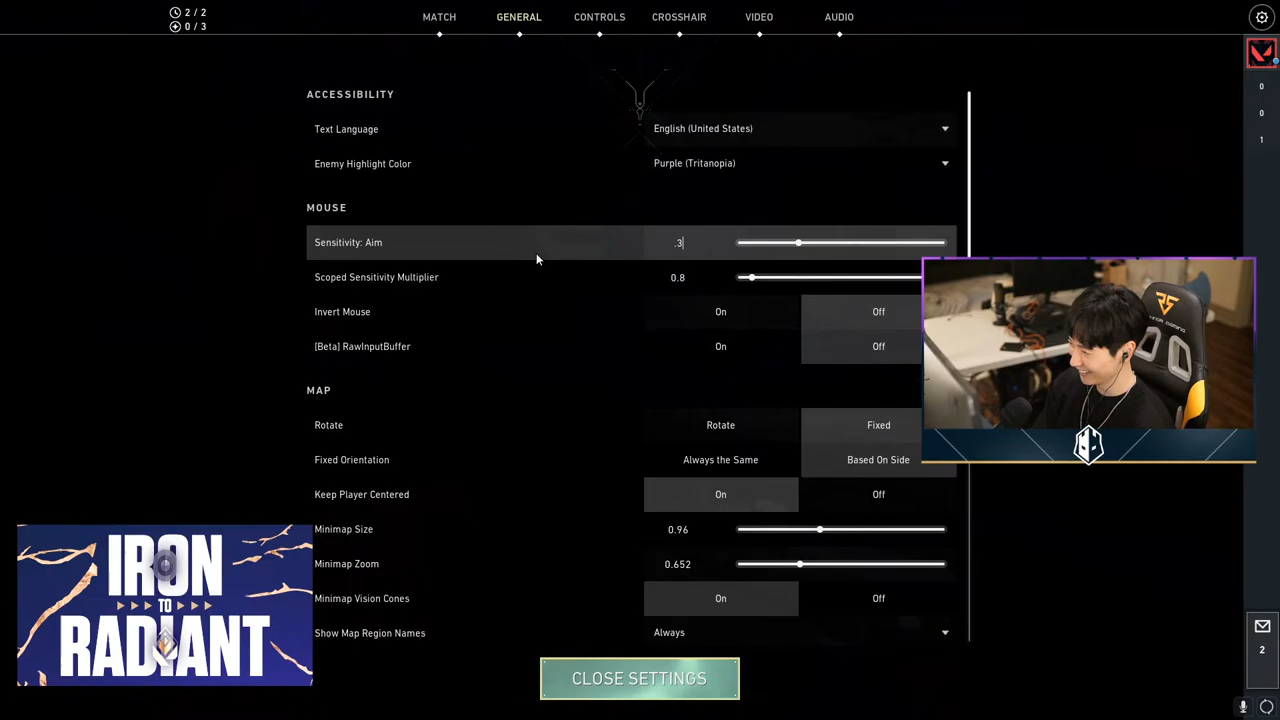 2 / 2
0 / 3
MATCH
GENERAL
CONTROLS
CROSSHAIR
VIDEO
AUDIO
ACCESSIBILITY
Text Language
English (United States)
Enemy Highlight Color
Purple (Tritanopia)
MOUSE
Sensitivity: Aim
.3
Scoped Sensitivity Multiplier
0.8
Invert Mouse
On
Off
[Beta] RawInputBuffer
On
Off
MAP
Rotate
Rotate
Fixed
Fixed Orientation
Always the Same
Based On Side
Keep Player Centered
On
Off
Minimap Size
0.96
Minimap Zoom
0.652
Minimap Vision Cones
On
Off
Show Map Region Names
Always
CLOSE SETTINGS
IRON
TO
RADIANT
0
0
1
2